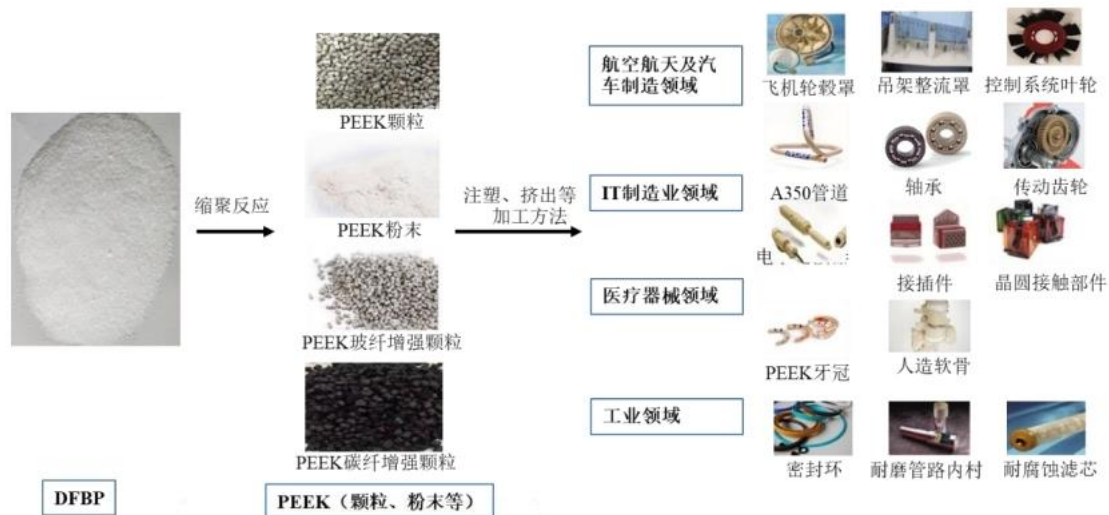 DFBP
缩聚反应
PEEK颗粒
PEEK粉末
PEEK玻纤增强颗粒
PEEK碳纤增强颗粒
PEEK（颗粒、粉末等）
注塑、挤出等
加工方法
航空航天及汽
车制造领域
飞机轮毂罩
吊架整流罩
控制系统叶轮
A350管道
轴承
传动齿轮
IT制造业领域
接插件
晶圆接触部件
医疗器械领域
PEEK牙冠
人造软骨
工业领域
密封环
耐磨管路内村
耐腐蚀滤芯